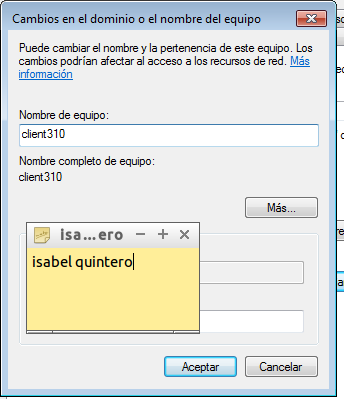 Cambios en el dominio o el nombre del equipo
Puede cambiar el nombre y la pertenencia de este equipo. Los
cambios podrían afectar al acceso a los recursos de red. Más
información
Nombre de equipo:
client310
Nombre completo de equipo:
client310
Más...
isa...ero
isabel quintero
Aceptar
Cancelar